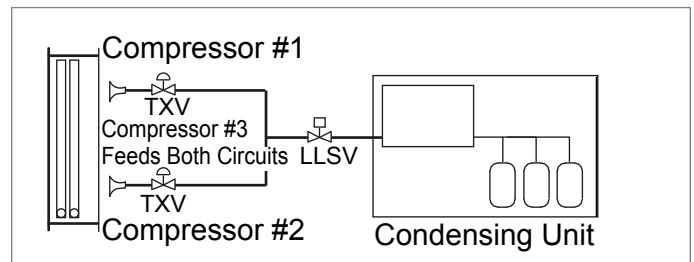 Compressor #1
TXV
Compressor #3
Feeds Both Circuits
LLSV
TXV
Compressor #2
Condensing Unit